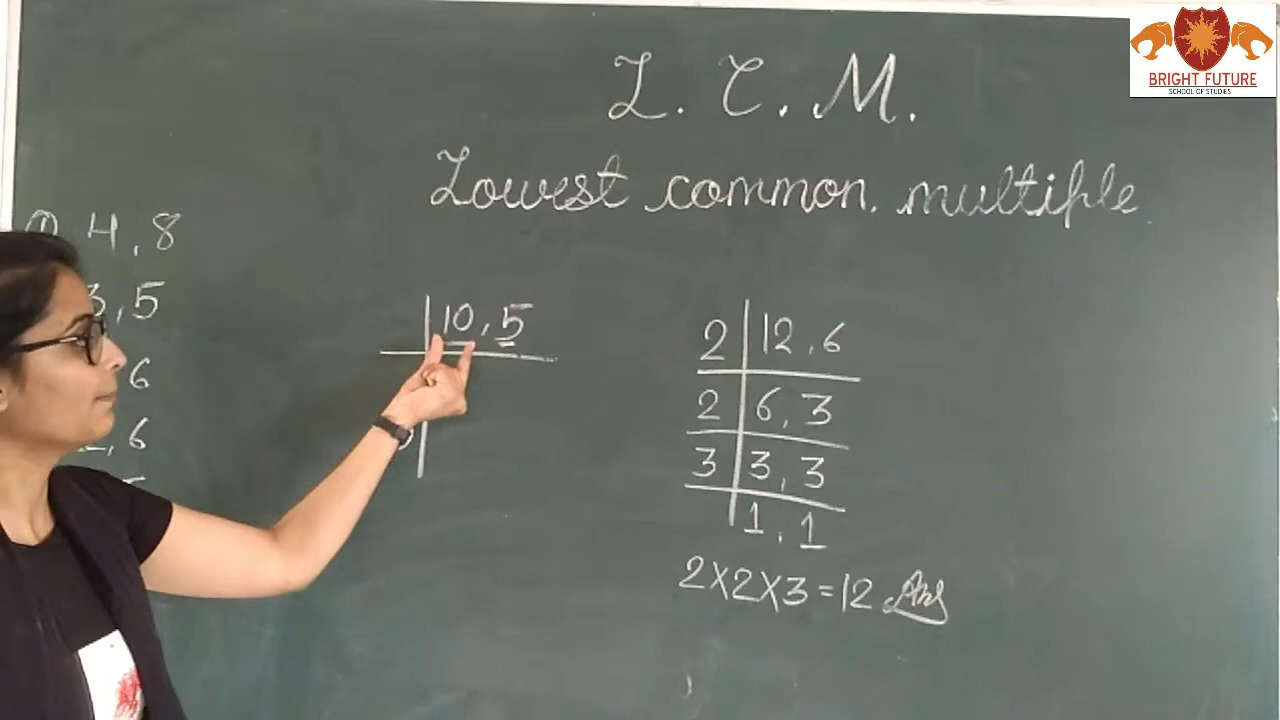 BRIGHT FUTURE
SCHOOL OF STUDIES
L. C. M.
Lowest common multiple
4, 8
3, 5
6
, 6
10, 5
2 | 12, 6
2 | 6, 3
3 | 3, 3
1, 1
2X2X3 = 12 Ans